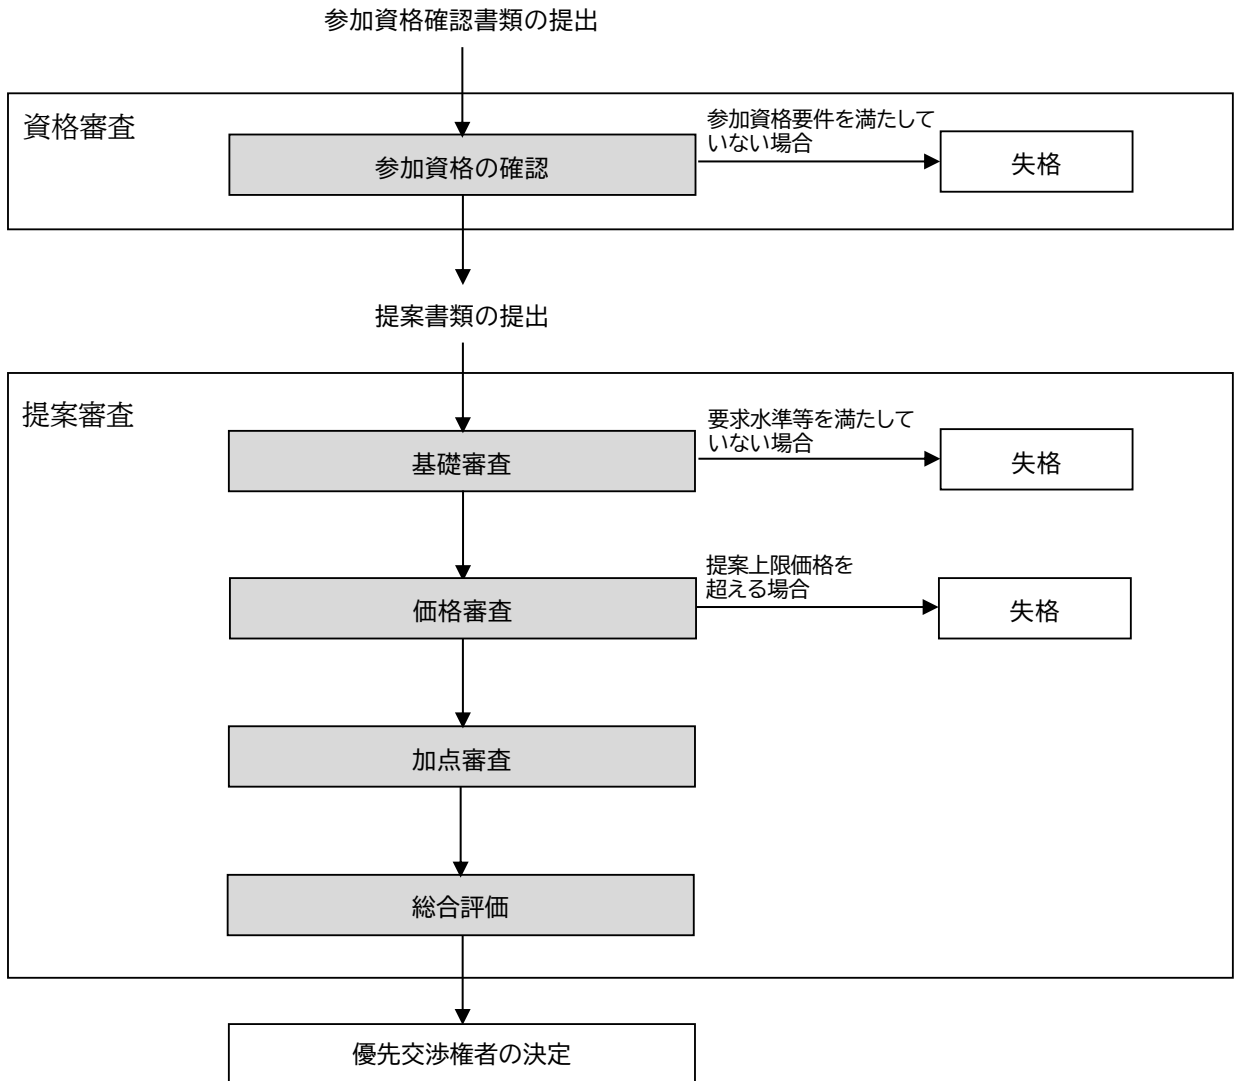 参加資格確認書類の提出
資格審査
参加資格の確認
参加資格要件を満たして
いない場合
失格
提案書類の提出
提案審査
基礎審査
要求水準等を満たして
いない場合
失格
価格審査
提案上限価格を
超える場合
失格
加点審査
総合評価
優先交渉権者の決定